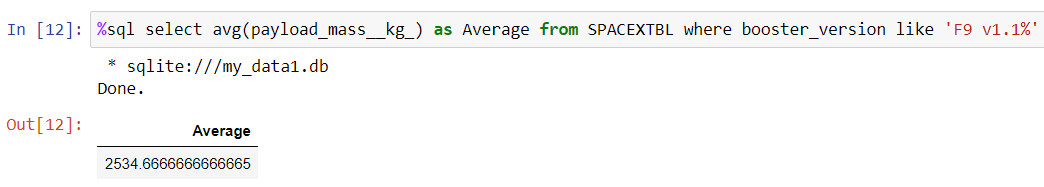 In [12]: %sql select avg(payload_mass__kg_) as Average from SPACEXTBL where booster_version like 'F9 v1.1%'
* sqlite:///my_data1.db
Done.
Out[12]:
Average
2534.6666666666665